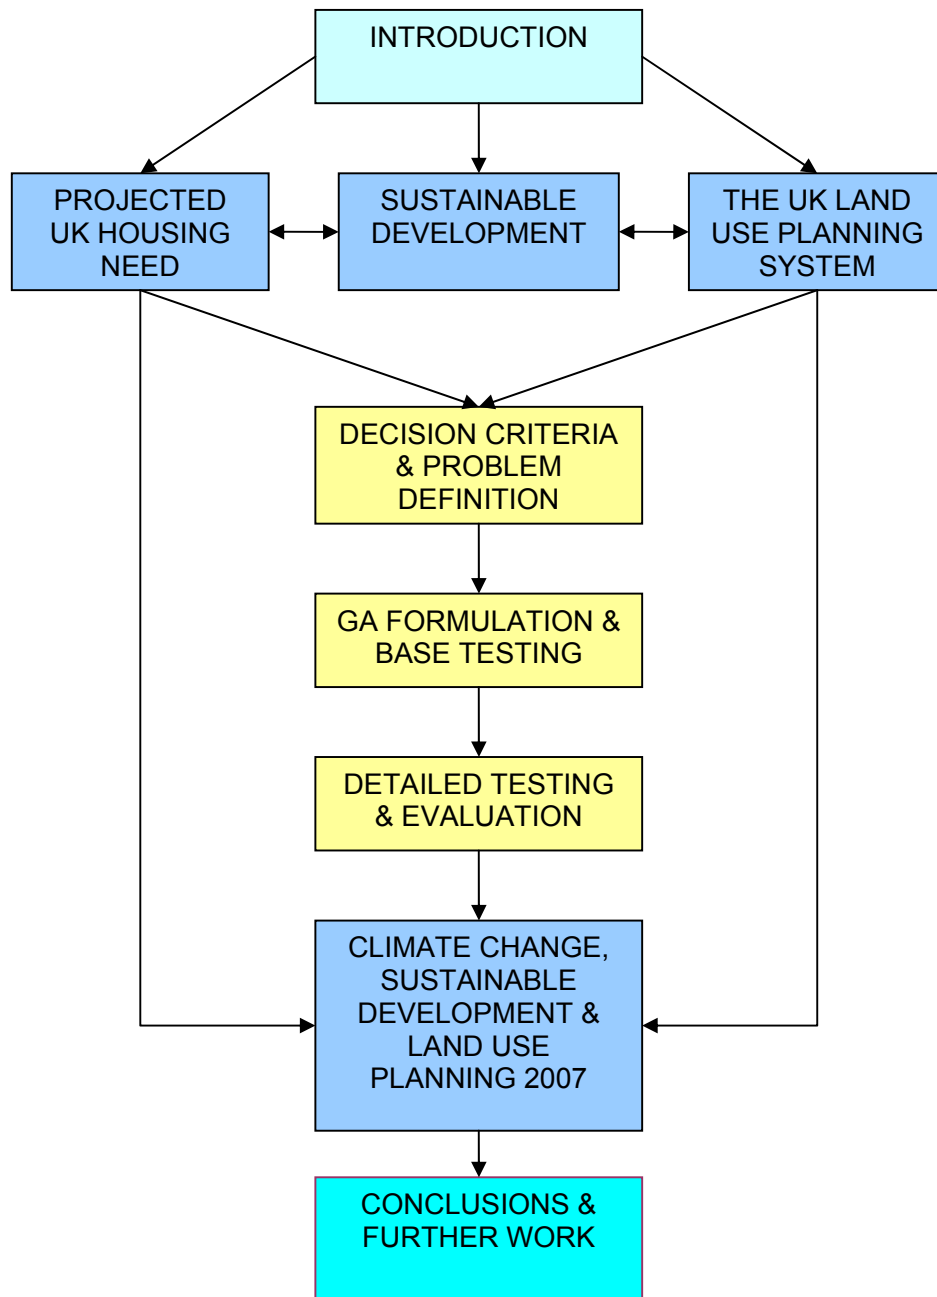 INTRODUCTION
PROJECTED
UK HOUSING
NEED
SUSTAINABLE
DEVELOPMENT
THE UK LAND
USE PLANNING
SYSTEM
DECISION CRITERIA
& PROBLEM
DEFINITION
GA FORMULATION &
BASE TESTING
DETAILED TESTING
& EVALUATION
CLIMATE CHANGE,
SUSTAINABLE
DEVELOPMENT &
LAND USE
PLANNING 2007
CONCLUSIONS &
FURTHER WORK